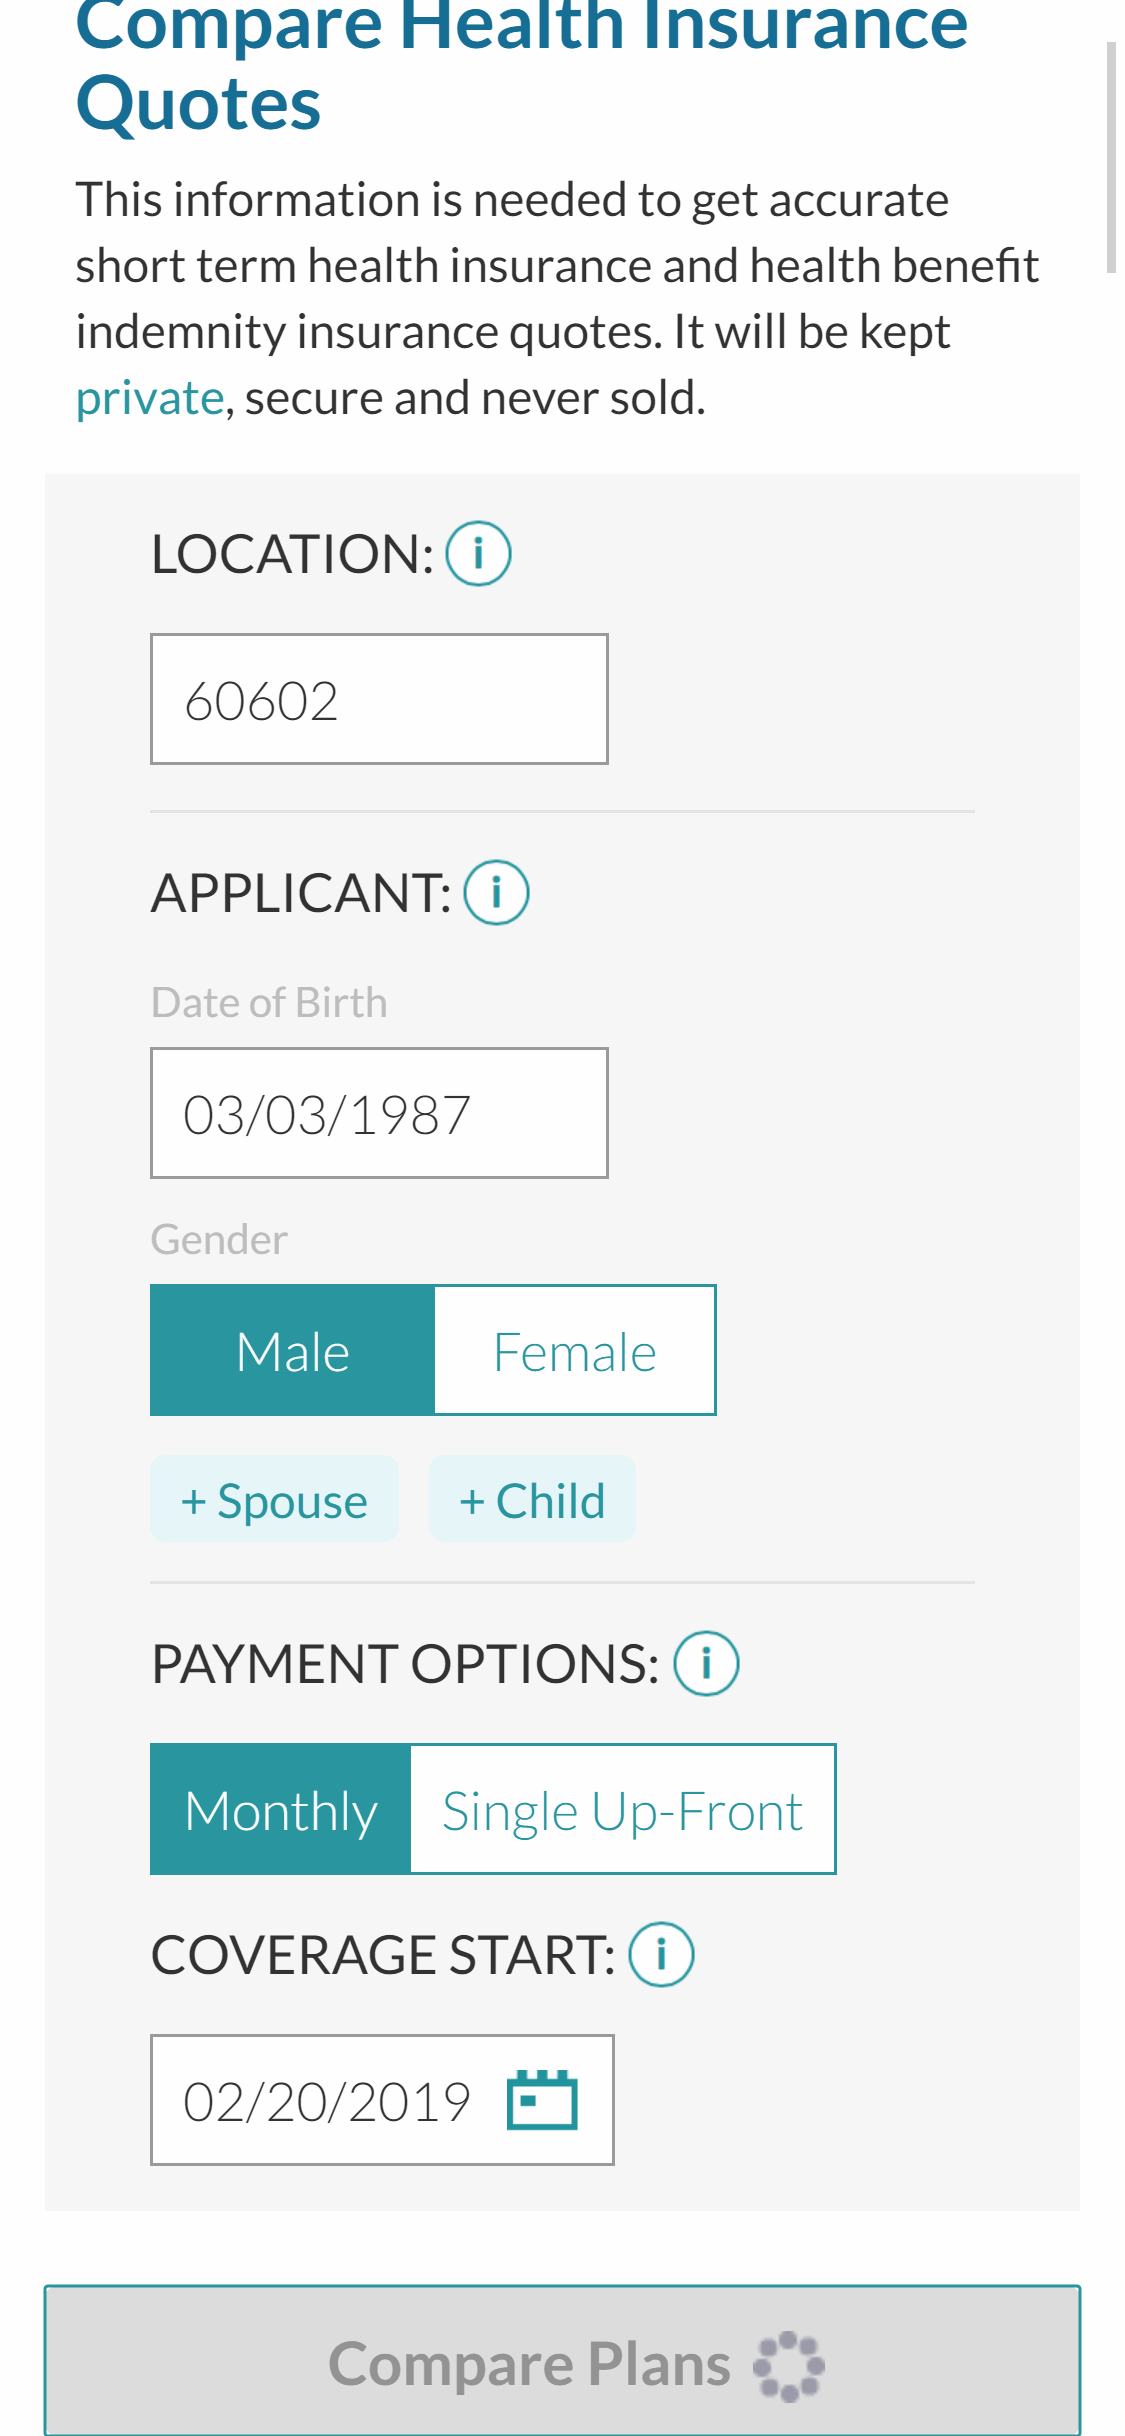 Compare Health Insurance
Quotes
This information is needed to get accurate
short term health insurance and health benefit
indemnity insurance quotes. It will be kept
private, secure and never sold.
LOCATION: i
60602
APPLICANT: i
Date of Birth
03/03/1987
Gender
Male Female
+ Spouse + Child
PAYMENT OPTIONS: i
Monthly Single Up-Front
COVERAGE START: i
02/20/2019
Compare Plans